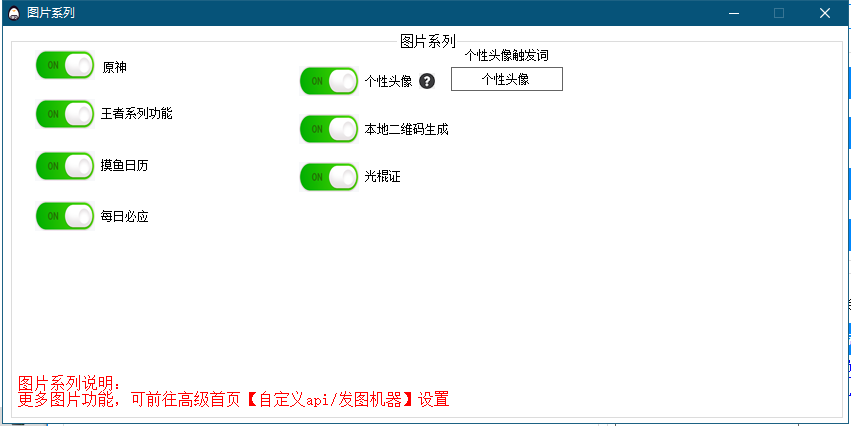 图片系列
图片系列
ON 原神
ON 王者系列功能
ON 摸鱼日历
ON 每日必应
个性头像触发词
ON 个性头像 ? 个性头像
ON 本地二维码生成
ON 光棍证
图片系列说明:
更多图片功能，可前往高级首页【自定义api/发图机器】设置